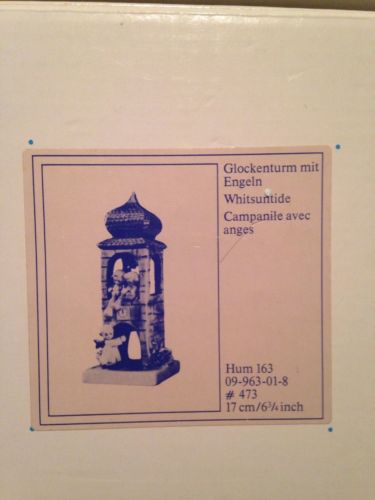 Glockenturm mit
Engeln
Whitsuntide
Campanile avec
anges
Hum 163
09-963-01-8
# 473
17 cm/6¾ inch